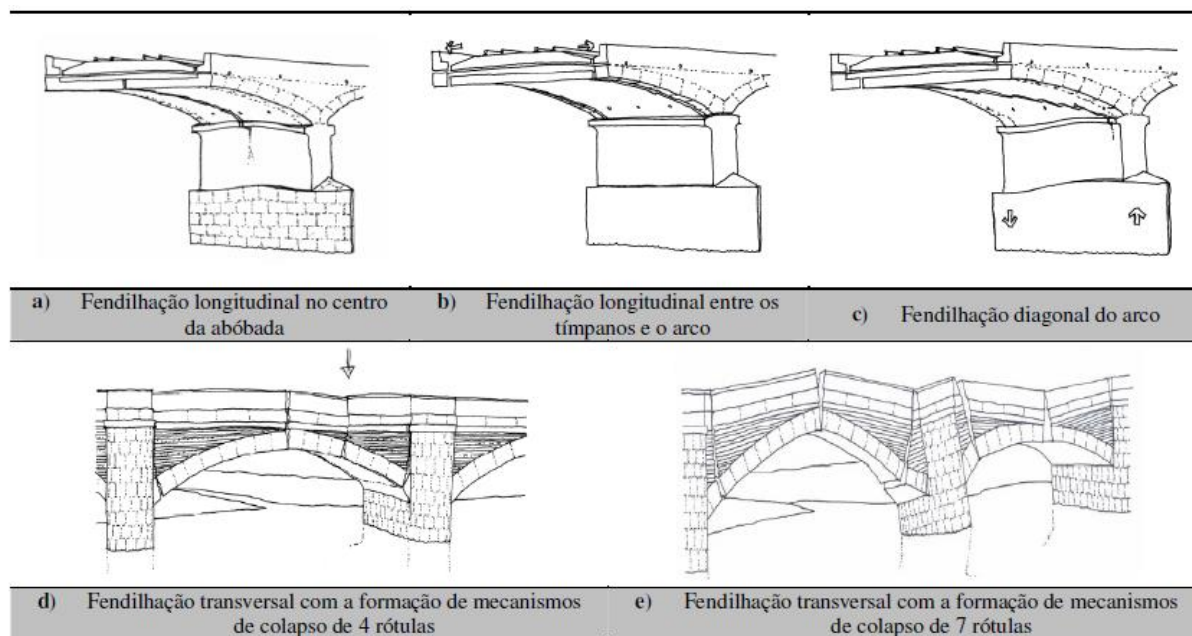 a) Fendilhação longitudinal no centro
da abóbada
b) Fendilhação longitudinal entre os
tímpanos e o arco
c) Fendilhação diagonal do arco
d) Fendilhação transversal com a formação de mecanismos
de colapso de 4 rótulas
e) Fendilhação transversal com a formação de mecanismos
de colapso de 7 rótulas